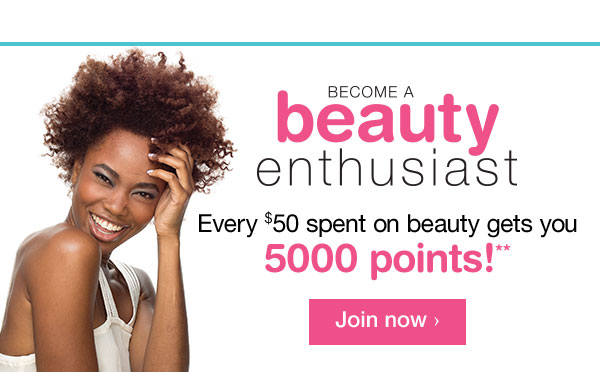 BECOME A
beauty
enthusiast
Every $50 spent on beauty gets you
5000 points!**
Join now ›